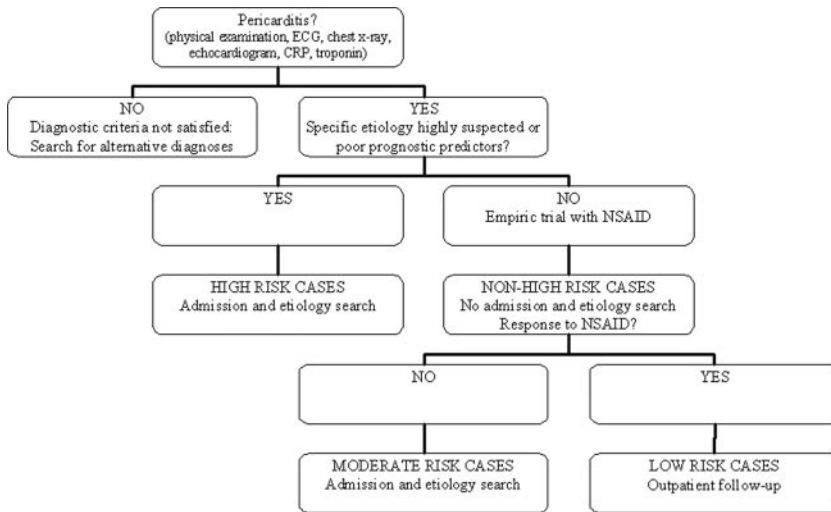 Pericarditis?
(physical examination, ECG, chest x-ray,
echocardiogram, CRP, troponin)
NO
Diagnostic criteria not satisfied:
Search for alternative diagnoses
YES
Specific etiology highly suspected or
poor prognostic predictors?
YES
NO
Empiric trial with NSAID
HIGH RISK CASES
Admission and etiology search
NON-HIGH RISK CASES
No admission and etiology search
Response to NSAID?
NO
YES
MODERATE RISK CASES
Admission and etiology search
LOW RISK CASES
Outpatient follow-up